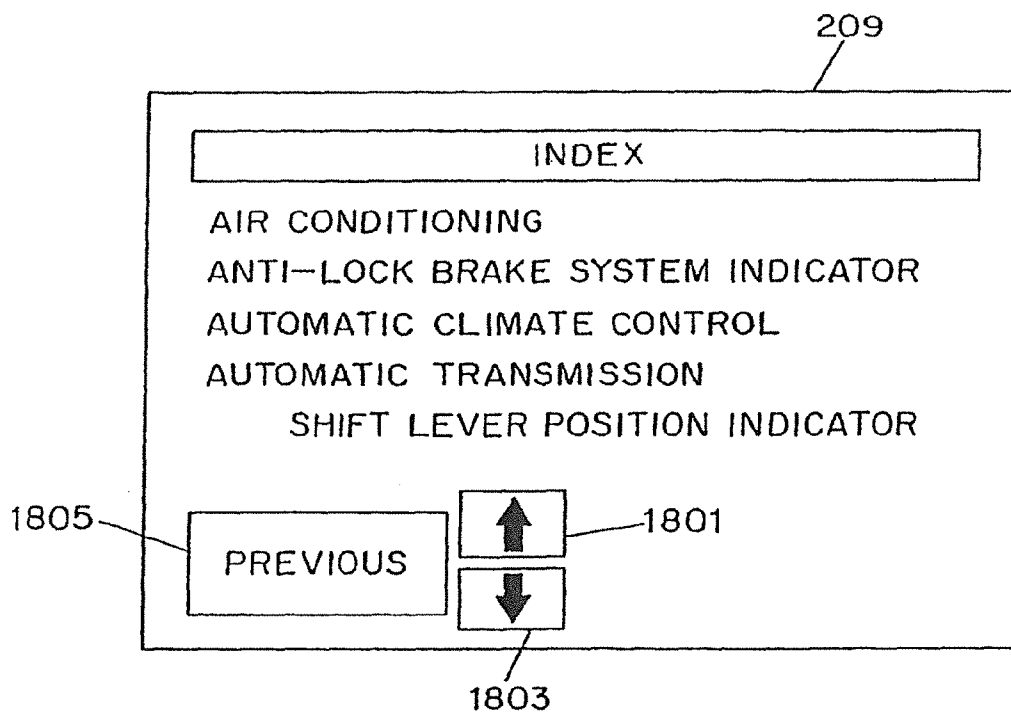 209
INDEX
AIR CONDITIONING
ANTI-LOCK BRAKE SYSTEM INDICATOR
AUTOMATIC CLIMATE CONTROL
AUTOMATIC TRANSMISSION
SHIFT LEVER POSITION INDICATOR
1805
PREVIOUS
1801
1803